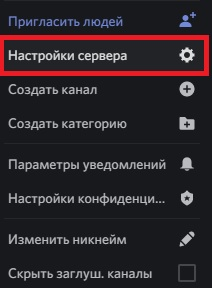 Пригласить людей
Настройки сервера
Создать канал
Создать категорию
Параметры уведомлений
Настройки конфиденци...
Изменить никнейм
Скрыть заглуш. каналы